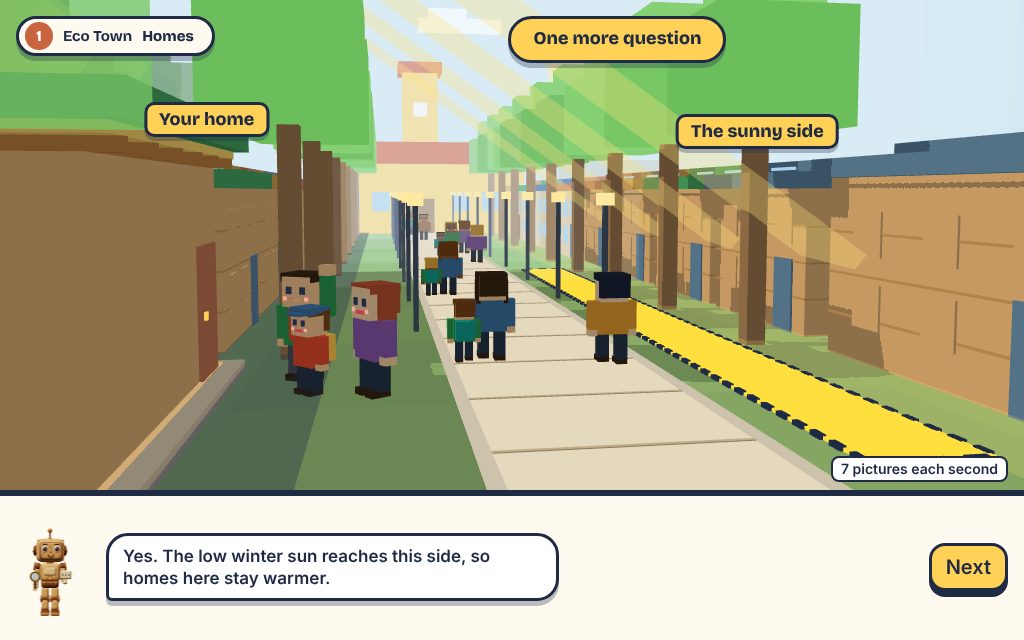 1 Eco Town Homes
One more question
Your home
The sunny side
7 pictures each second
Yes. The low winter sun reaches this side, so
homes here stay warmer.
Next